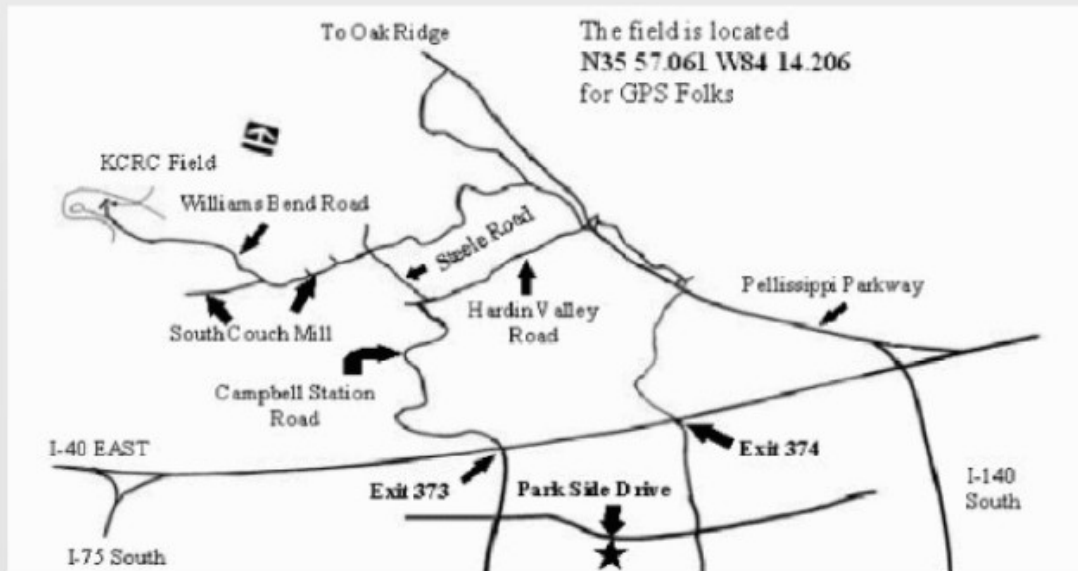 To Oak Ridge
The field is located
N35 57.061 W84 14.206
for GPS Folks
KCRC Field
Williams Bend Road
Steele Road
Pellissippi Parkway
Hardin Valley
Road
South Couch Mill
Campbell Station
Road
I-40 EAST
Exit 374
Exit 373
Park Side Drive
I-140
South
I-75 South